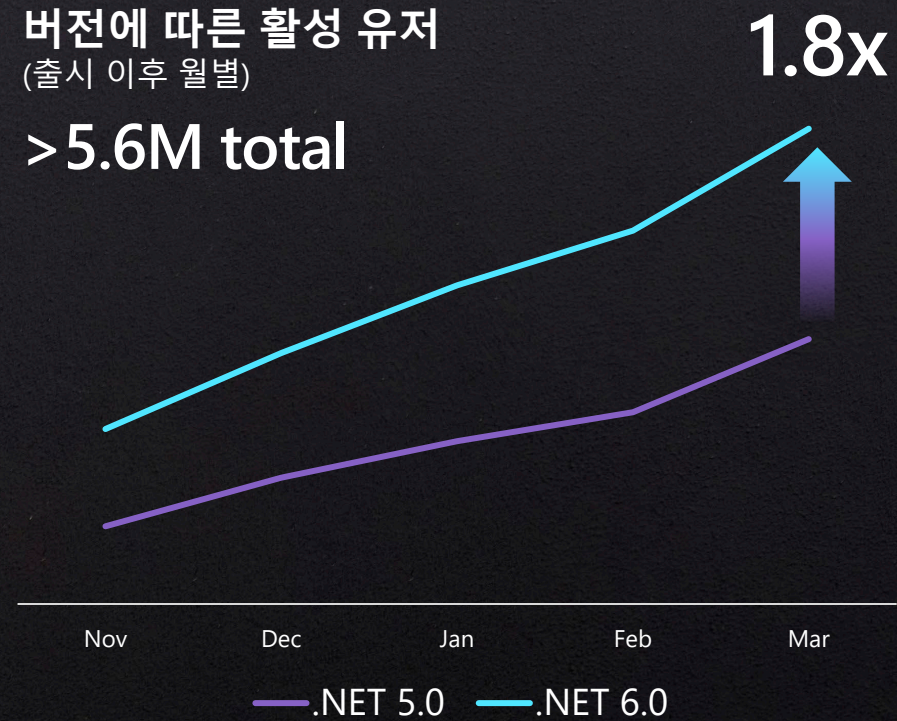 버전에 따른 활성 유저
(출시 이후 월별)
>5.6M total
1.8x
Nov Dec Jan Feb Mar
.NET 5.0 .NET 6.0